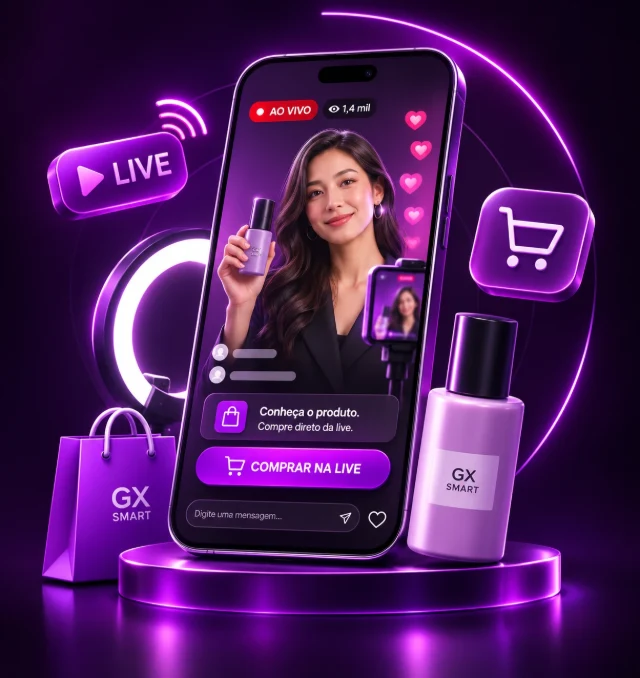 AO VIVO
1,4 mil
LIVE
Conheça o produto.
Compre direto da live.
COMPRAR NA LIVE
Digite uma mensagem...
GX
SMART
GX
SMART